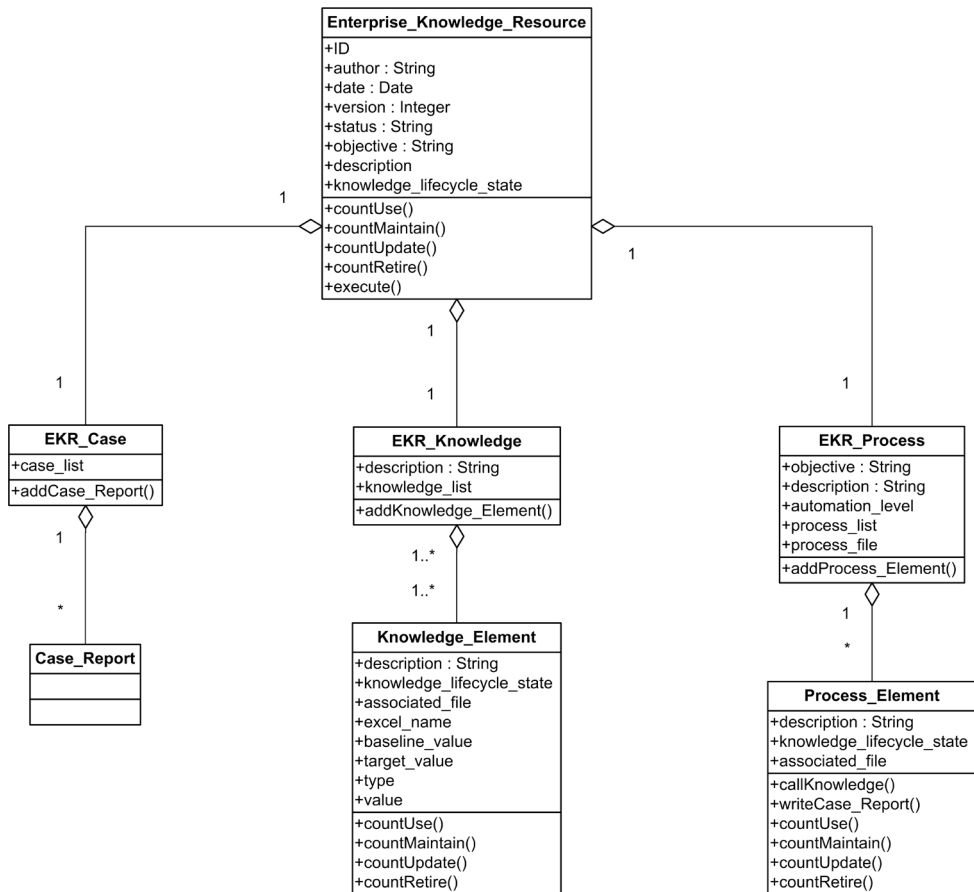 Enterprise_Knowledge_Resource
+ID
+author : String
+date : Date
+version : Integer
+status : String
+objective : String
+description
+knowledge_lifecycle_state
+countUse()
+countMaintain()
+countUpdate()
+countRetire()
+execute()
1
1
1
1
1
1
EKR_Case
+case_list
+addCase_Report()
1
*
Case_Report
EKR_Knowledge
+description : String
+knowledge_list
+addKnowledge_Element()
1..*
1..*
Knowledge_Element
+description : String
+knowledge_lifecycle_state
+associated_file
+excel_name
+baseline_value
+target_value
+type
+value
+countUse()
+countMaintain()
+countUpdate()
+countRetire()
EKR_Process
+objective : String
+description : String
+automation_level
+process_list
+process_file
+addProcess_Element()
1
*
Process_Element
+description : String
+knowledge_lifecycle_state
+associated_file
+callKnowledge()
+writeCase_Report()
+countUse()
+countMaintain()
+countUpdate()
+countRetire()